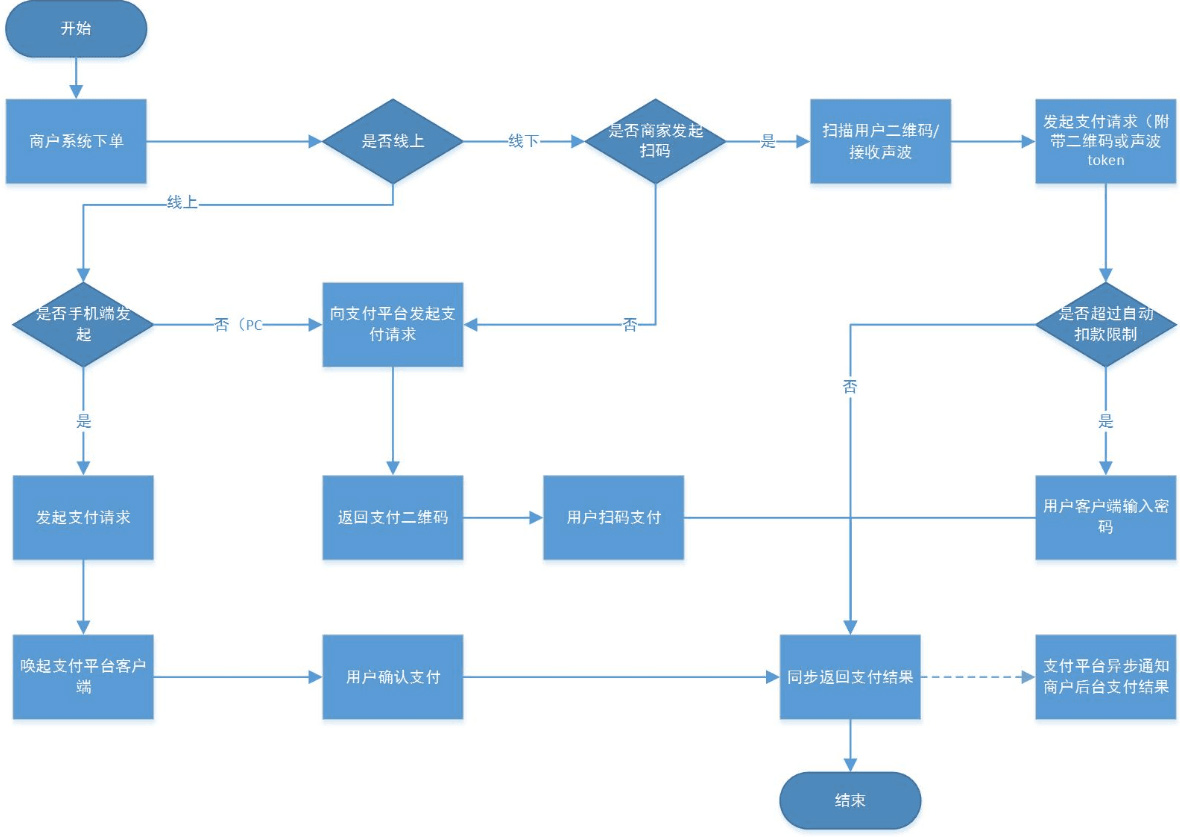 开始
商户系统下单
是否线上
线下
是否商家发起
扫码
是
扫描用户二维码/
接收声波
发起支付请求（附
带二维码或声波
token
线上
是否手机端发
起
否（PC
向支付平台发起支
付请求
否
是否超过自动
扣款限制
否
是
是
发起支付请求
返回支付二维码
用户扫码支付
用户客户端输入密
码
唤起支付平台客户
端
用户确认支付
同步返回支付结果
支付平台异步通知
商户后台支付结果
结束